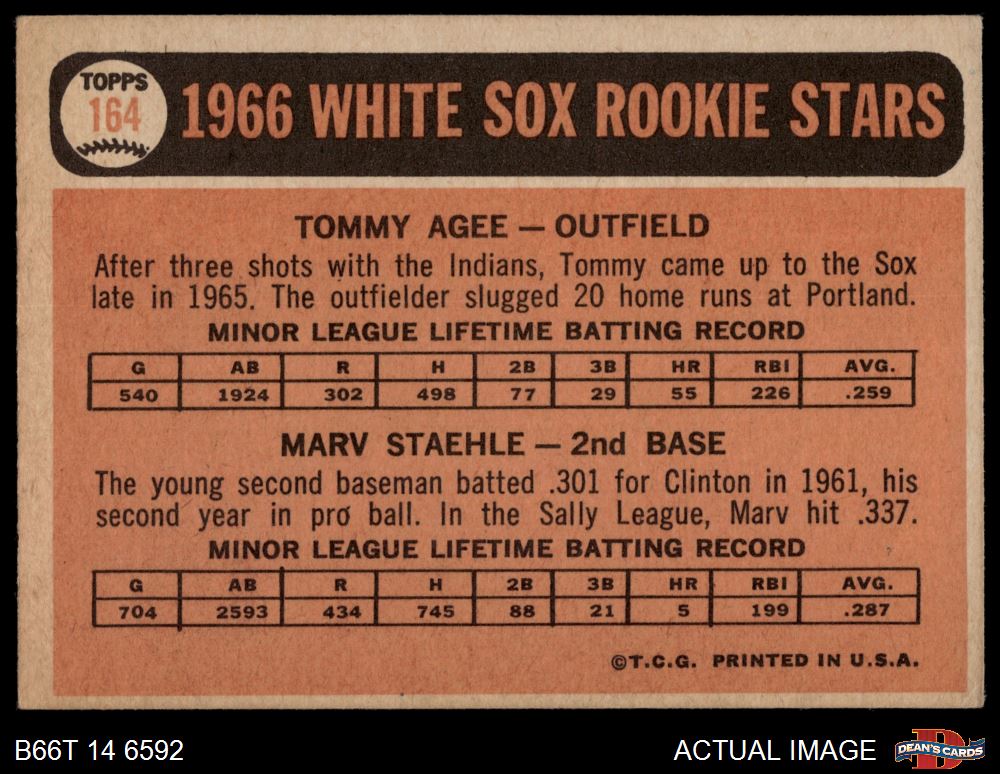 TOPPS
164
1966 WHITE SOX ROOKIE STARS
TOMMY AGEE — OUTFIELD
After three shots with the Indians, Tommy came up to the Sox
late in 1965. The outfielder slugged 20 home runs at Portland.
MINOR LEAGUE LIFETIME BATTING RECORD
G AB R H 2B 3B HR RBI AVG.
540 1924 302 498 77 29 55 226 .259
MARV STAEHLE — 2nd BASE
The young second baseman batted .301 for Clinton in 1961, his
second year in pro ball. In the Sally League, Marv hit .337.
MINOR LEAGUE LIFETIME BATTING RECORD
G AB R H 2B 3B HR RBI AVG.
704 2593 434 745 88 21 5 199 .287
©T.C.G. PRINTED IN U.S.A.
B66T 14 6592
ACTUAL IMAGE
DEAN'S CARDS